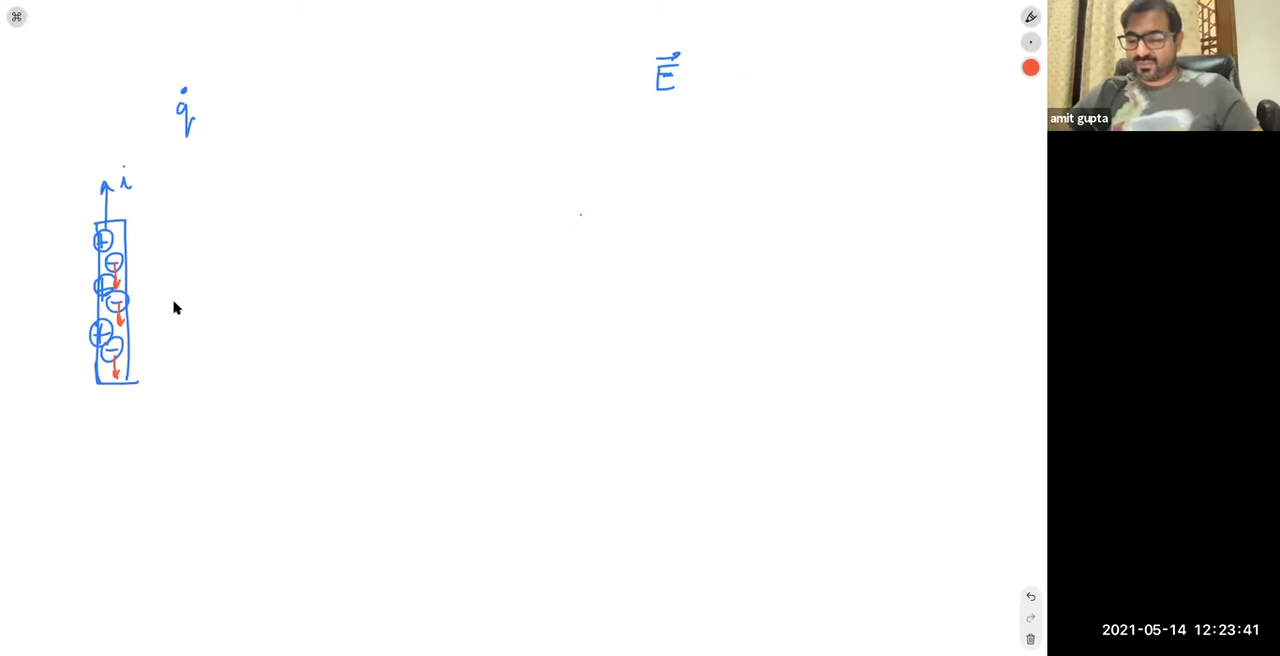 E
q
i
+
−
+
−
+
−
amit gupta
2021-05-14 12:23:41